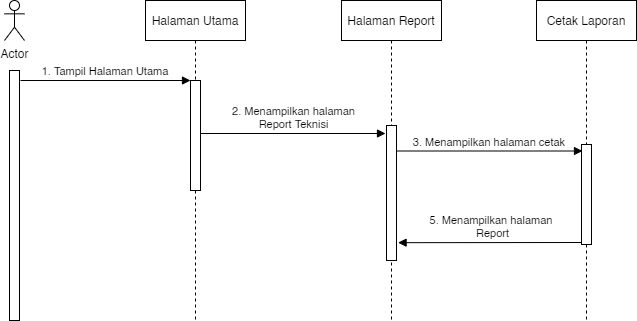 Halaman Utama
Halaman Report
Cetak Laporan
Actor
1. Tampil Halaman Utama
2. Menampilkan halaman
Report Teknisi
3. Menampilkan halaman cetak
5. Menampilkan halaman
Report